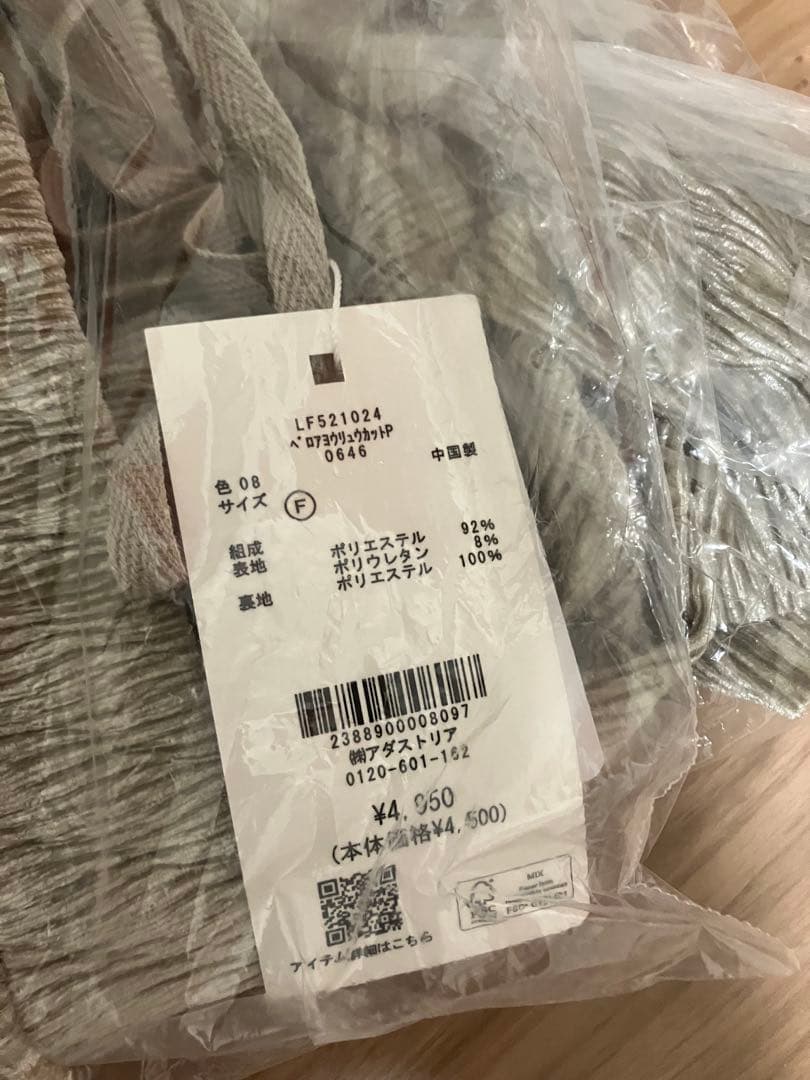 LF521024
ベロアヨウリュウカットP
0646
中国製
色 08
サイズ F
組成
表地 ポリエステル 92%
ポリウレタン 8%
裏地 ポリエステル 100%
2388900008097
㈱アダストリア
0120-601-162
¥4,950
(本体価格¥4,500)
アイテム詳細はこちら
MIX
FSC